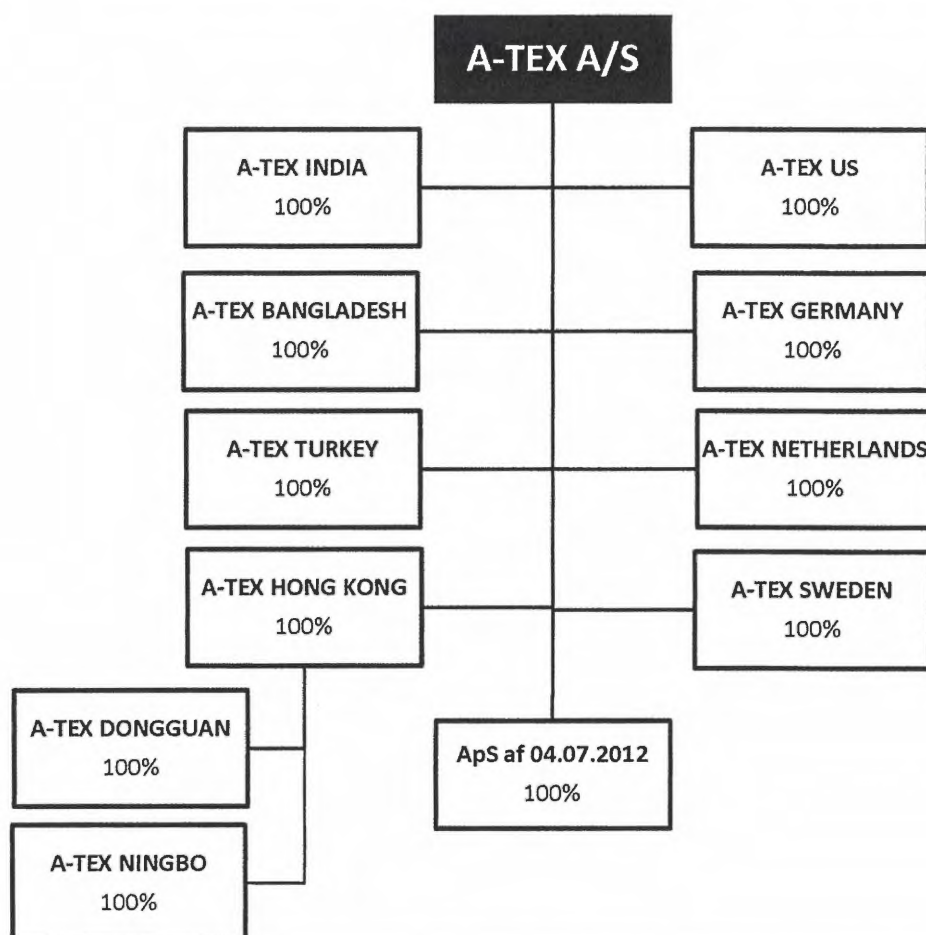 A-TEX A/S
A-TEX INDIA
100%
A-TEX US
100%
A-TEX BANGLADESH
100%
A-TEX GERMANY
100%
A-TEX TURKEY
100%
A-TEX NETHERLANDS
100%
A-TEX HONG KONG
100%
A-TEX SWEDEN
100%
A-TEX DONGGUAN
100%
ApS af 04.07.2012
100%
A-TEX NINGBO
100%